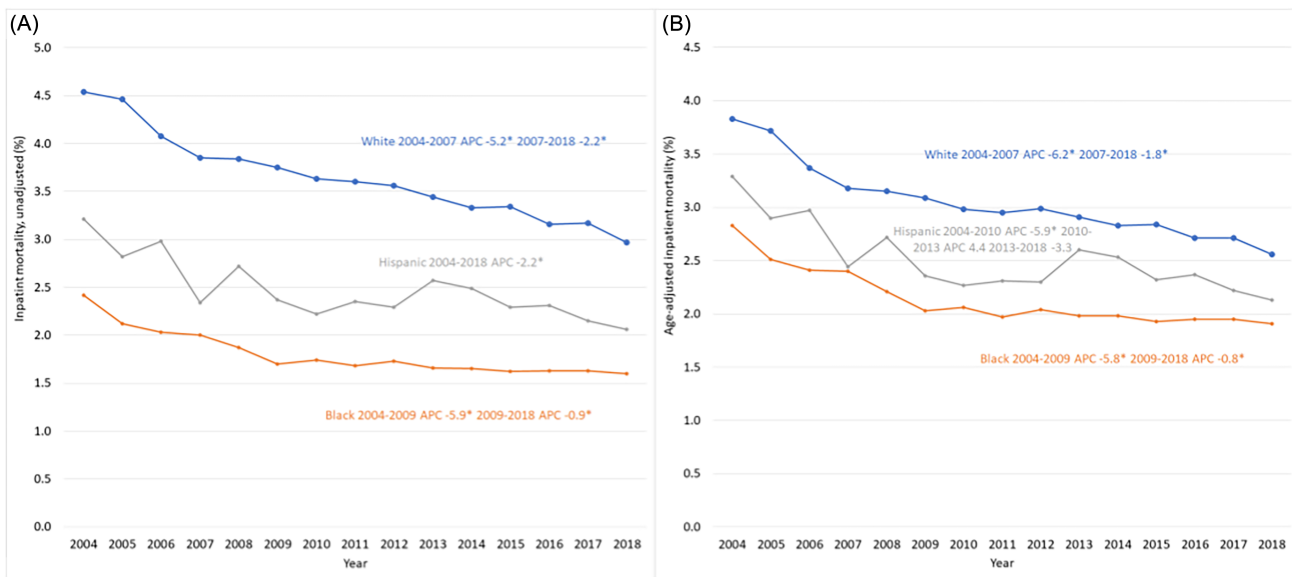 (A)
Inpatint mortality, unadjusted (%)
5.0
4.5
4.0
3.5
3.0
2.5
2.0
1.5
1.0
0.5
0.0
White 2004-2007 APC -5.2* 2007-2018 -2.2*
Hispanic 2004-2018 APC -2.2*
Black 2004-2009 APC -5.9* 2009-2018 APC -0.9*
2004 2005 2006 2007 2008 2009 2010 2011 2012 2013 2014 2015 2016 2017 2018
Year
(B)
Age-adjusted inpatient mortality (%)
4.5
4.0
3.5
3.0
2.5
2.0
1.5
1.0
0.5
0.0
White 2004-2007 APC -6.2* 2007-2018 -1.8*
Hispanic 2004-2010 APC -5.9* 2010-
2013 APC 4.4 2013-2018 -3.3
Black 2004-2009 APC -5.8* 2009-2018 APC -0.8*
2004 2005 2006 2007 2008 2009 2010 2011 2012 2013 2014 2015 2016 2017 2018
Year